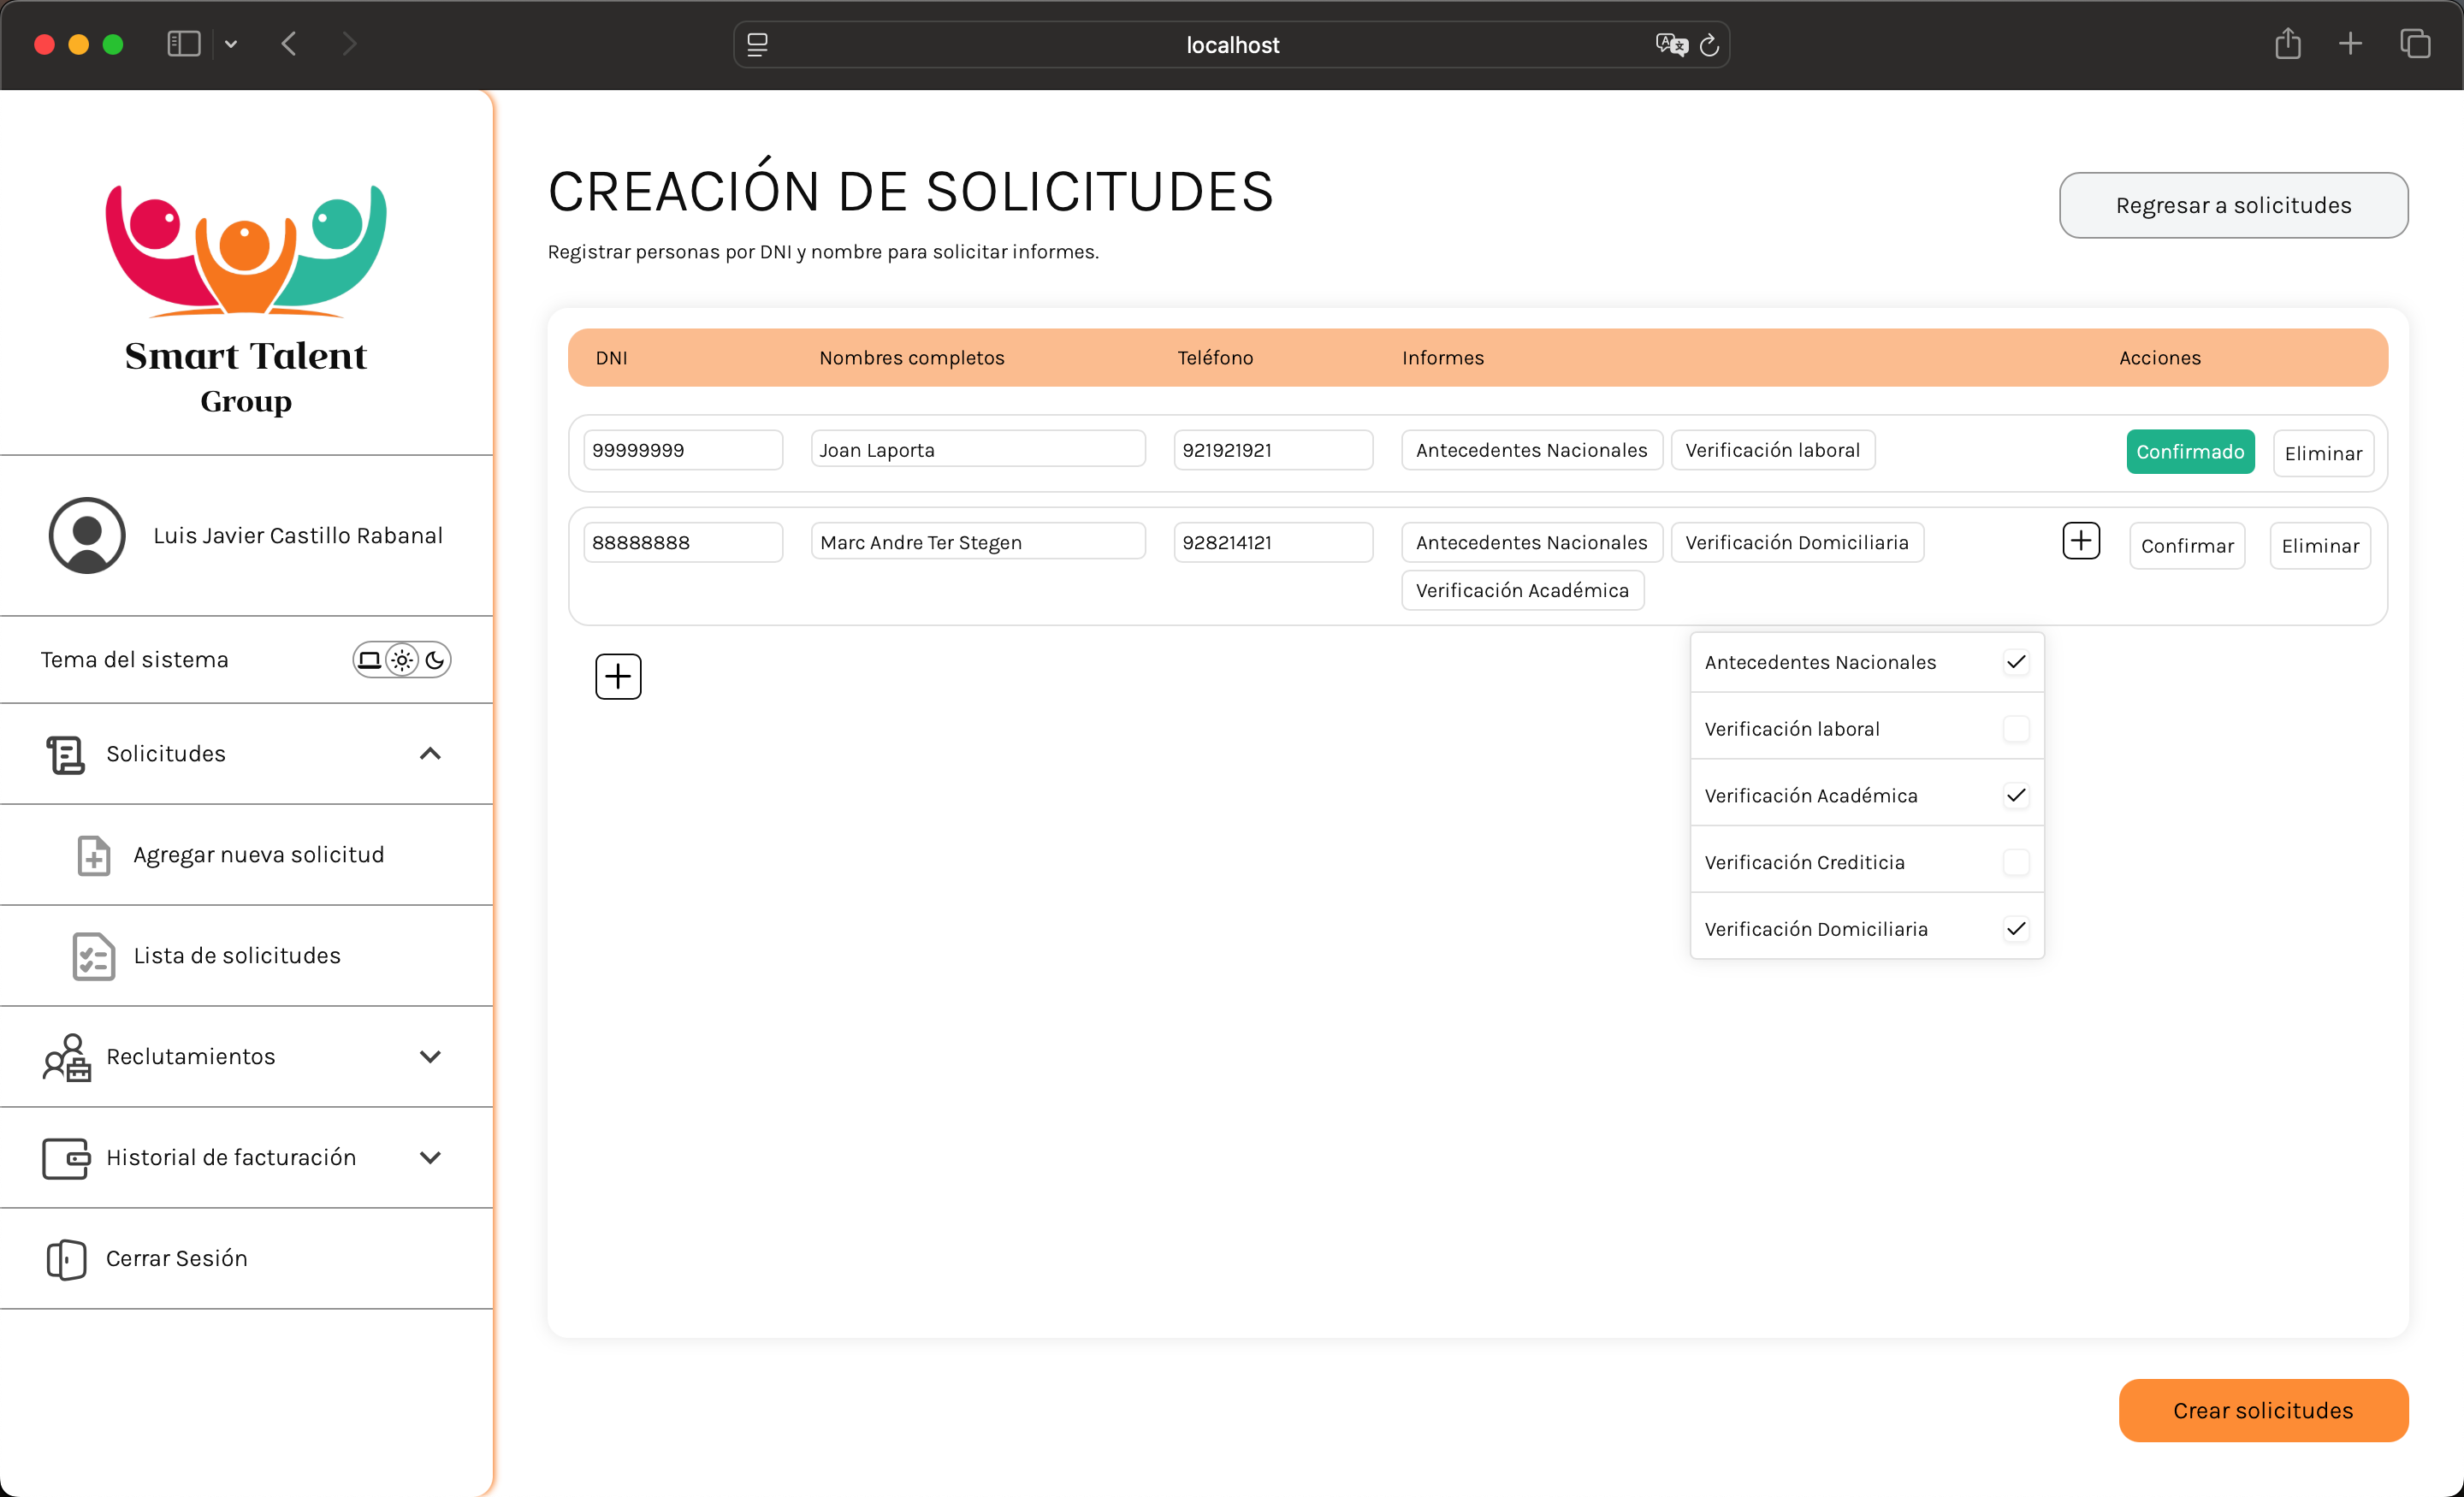 localhost
Smart Talent
Group
Luis Javier Castillo Rabanal
Tema del sistema
Solicitudes
Agregar nueva solicitud
Lista de solicitudes
Reclutamientos
Historial de facturación
Cerrar Sesión
CREACIÓN DE SOLICITUDES
Regresar a solicitudes
Registrar personas por DNI y nombre para solicitar informes.
DNI Nombres completos Teléfono Informes Acciones
99999999 Joan Laporta 921921921 Antecedentes Nacionales Verificación laboral Confirmado Eliminar
88888888 Marc Andre Ter Stegen 928214121 Antecedentes Nacionales Verificación Domiciliaria Confirmar Eliminar
Verificación Académica
Antecedentes Nacionales
Verificación laboral
Verificación Académica
Verificación Crediticia
Verificación Domiciliaria
Crear solicitudes